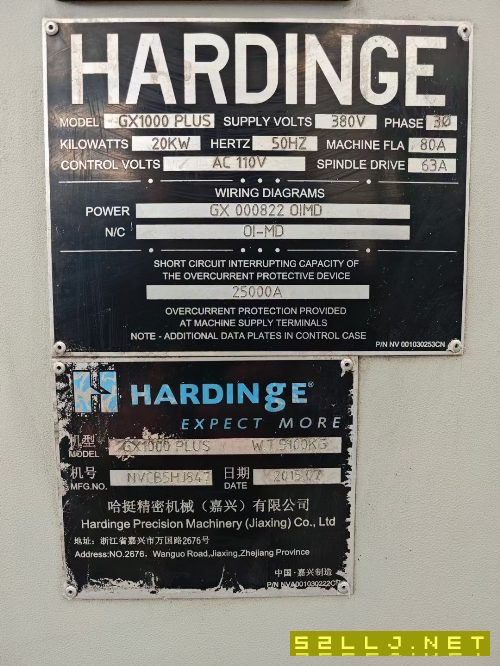 HARDINGE
MODEL GX1000 PLUS SUPPLY VOLTS 380V PHASE 3Ø
KILOWATTS 20KW HERTZ 50HZ MACHINE FLA 80A
CONTROL VOLTS AC 110V SPINDLE DRIVE 63A
WIRING DIAGRAMS
POWER GX 000822 0IMD
N/C 0I-MD
SHORT CIRCUIT INTERRUPTING CAPACITY OF
THE OVERCURRENT PROTECTIVE DEVICE
25000A
OVERCURRENT PROTECTION PROVIDED
AT MACHINE SUPPLY TERMINALS
NOTE - ADDITIONAL DATA PLATES IN CONTROL CASE
P/N NV 001030253CN
HARDINGE®
EXPECT MORE
机型 GX1000 PLUS W.T 5100KG
MODEL
机号 日期 2015.07
MFG.NO. DATE
哈挺精密机械（嘉兴）有限公司
Hardinge Precision Machinery (Jiaxing) Co., Ltd
地址: 浙江省嘉兴市万国路2676号
Address:NO.2676, Wanguo Road,Jiaxing,Zhejiang Province
中国·嘉兴制造
P/N NVA001030222CN
52LLJ.NET